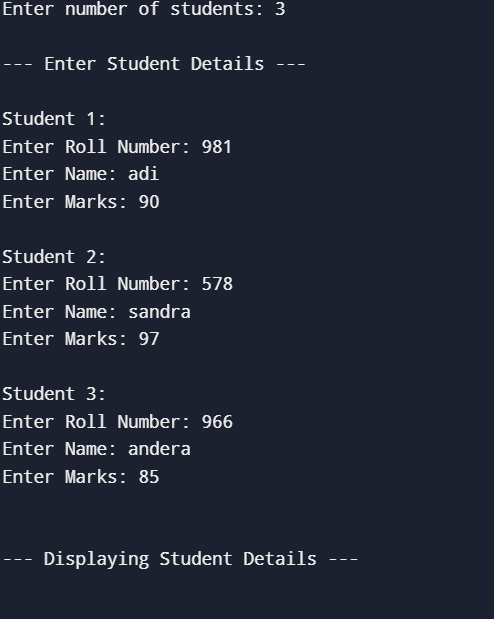 Enter number of students: 3
--- Enter Student Details ---
Student 1:
Enter Roll Number: 981
Enter Name: adi
Enter Marks: 90
Student 2:
Enter Roll Number: 578
Enter Name: sandra
Enter Marks: 97
Student 3:
Enter Roll Number: 966
Enter Name: andera
Enter Marks: 85
--- Displaying Student Details ---